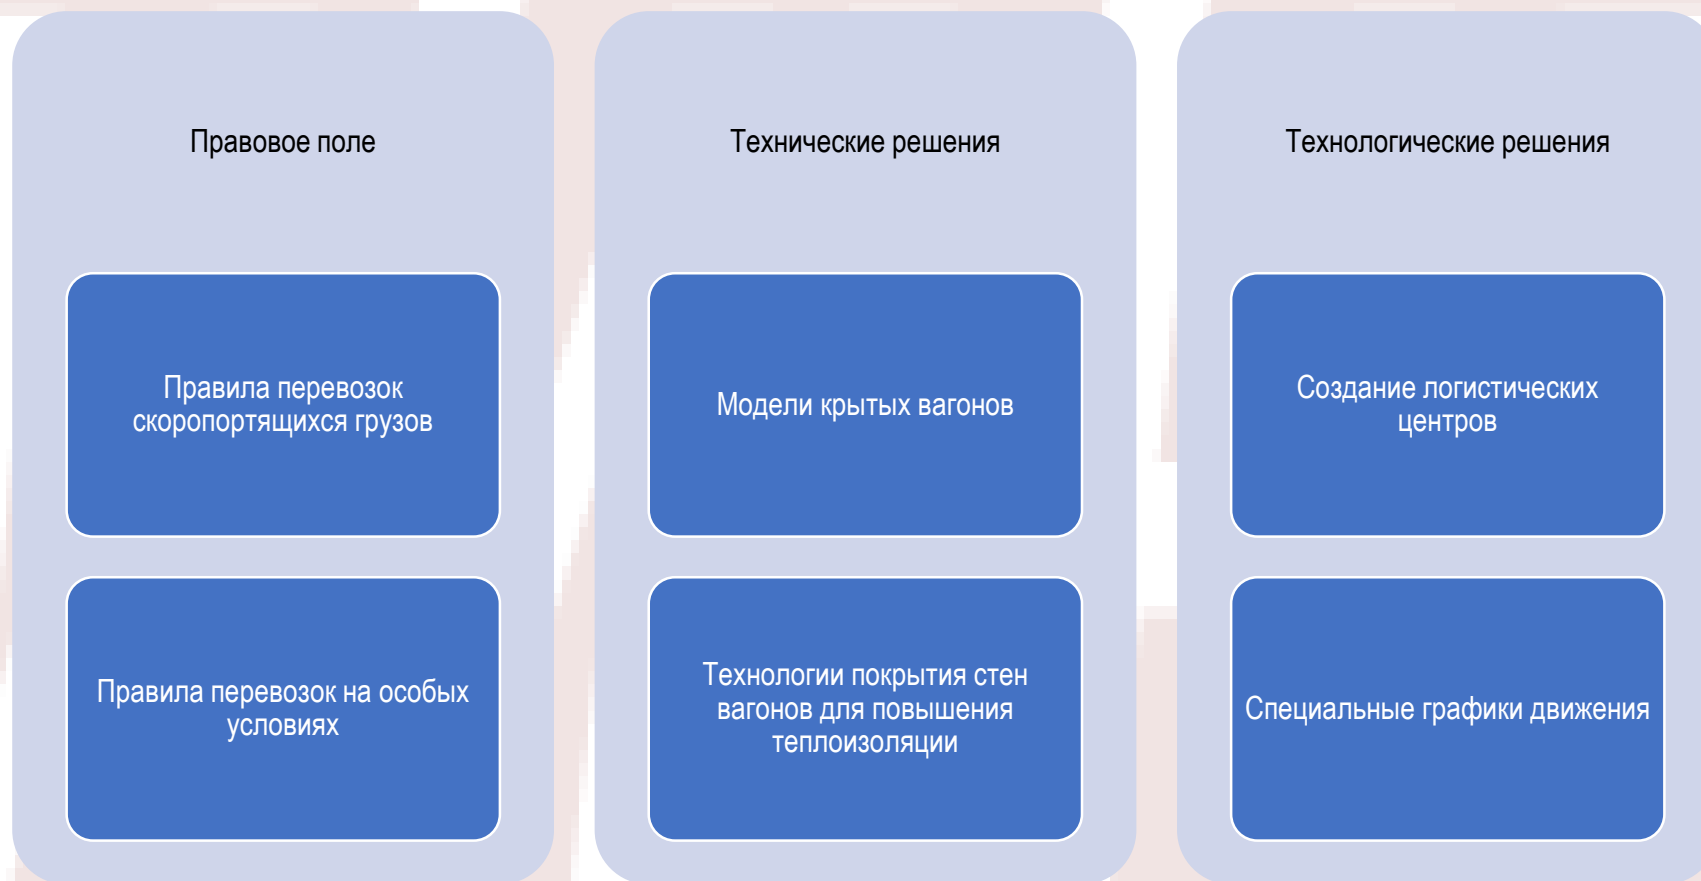 Правовое поле
Правила перевозок
скоропортящихся грузов
Правила перевозок на особых
условиях
Технические решения
Модели крытых вагонов
Технологии покрытия стен
вагонов для повышения
теплоизоляции
Технологические решения
Создание логистических
центров
Специальные графики движения